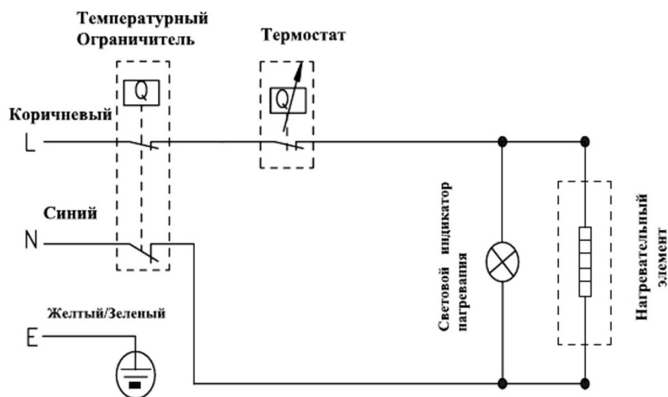 Температурный
Ограничитель
Термостат
Q
Q
Коричневый
L
Синий
N
Желтый/Зеленый
E
Световой индикатор
нагревания
Нагревательный
элемент